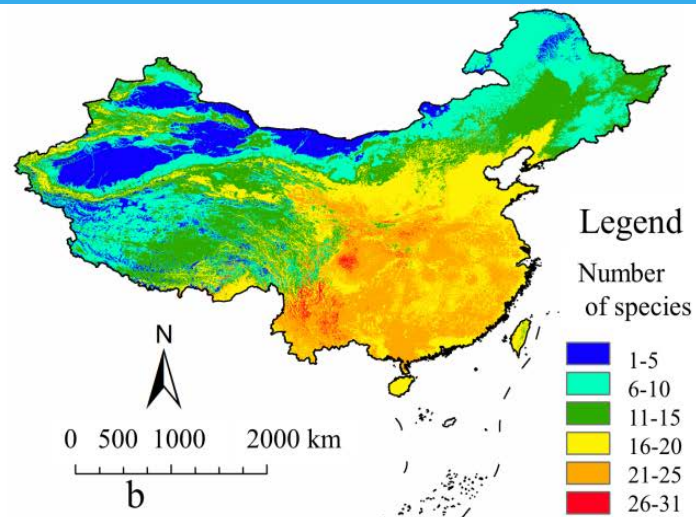 Legend
Number
of species
1-5
6-10
11-15
16-20
21-25
26-31
N
0 500 1000 2000 km
b